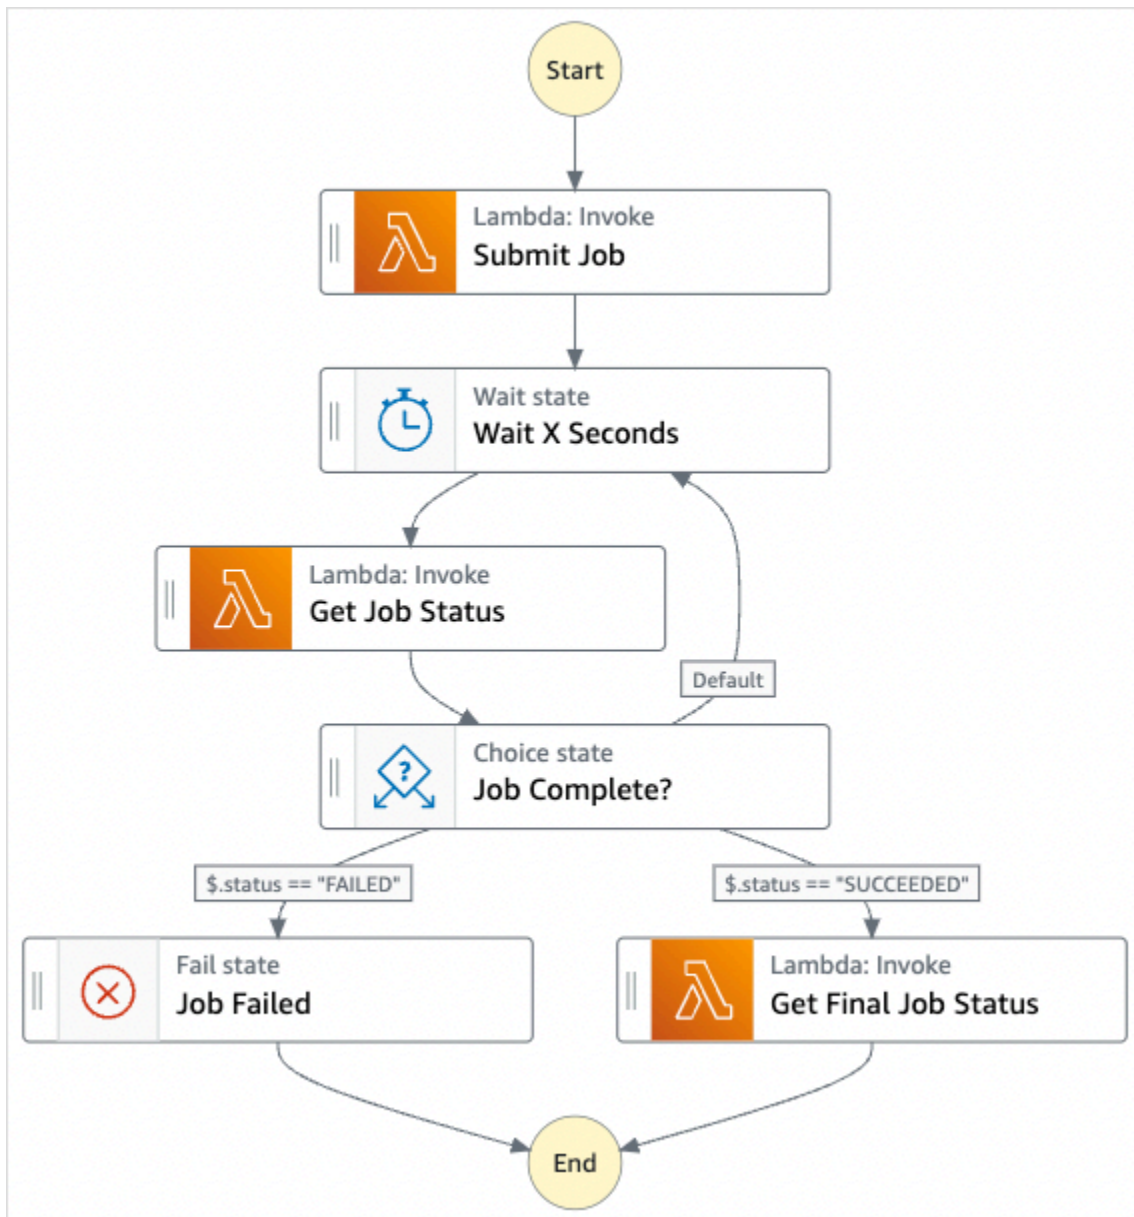 Start
Lambda: Invoke
Submit Job
Wait state
Wait X Seconds
Lambda: Invoke
Get Job Status
Default
Choice state
Job Complete?
$.status == "FAILED"
$.status == "SUCCEEDED"
Fail state
Job Failed
Lambda: Invoke
Get Final Job Status
End